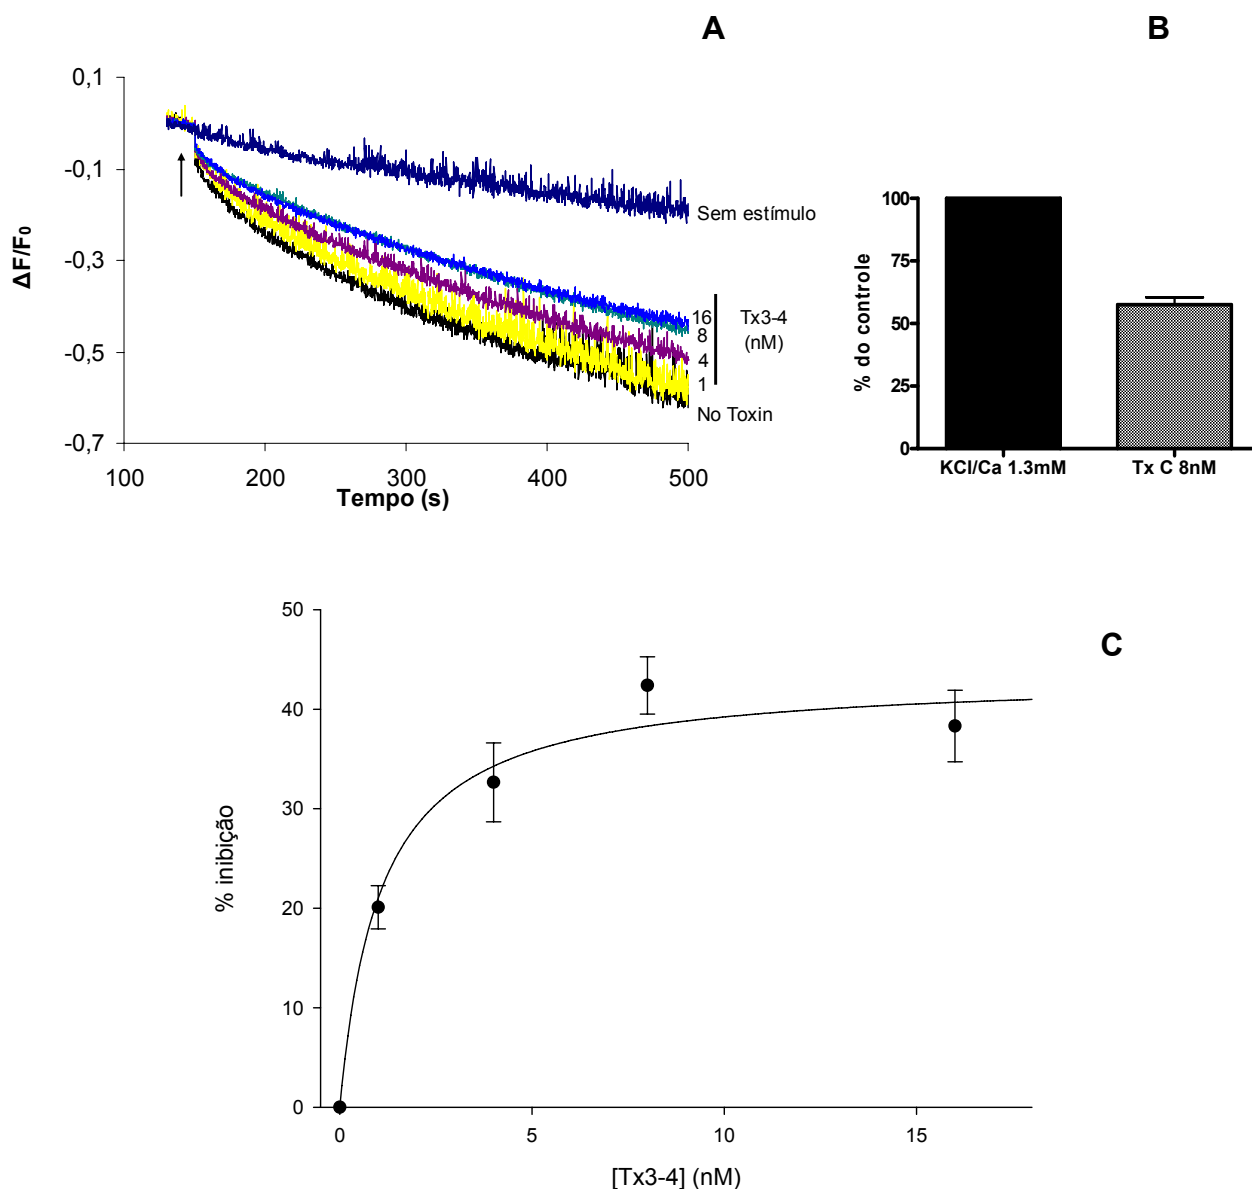 A
0,1
-0,1
-0,3
-0,5
-0,7
ΔF/F0
100
200
300
400
500
Tempo (s)
Sem estímulo
16
8
4
1
Tx3-4
(nM)
No Toxin
B
100
75
50
25
0
% do controle
KCl/Ca 1.3mM
Tx C 8nM
C
50
40
30
20
10
0
% inibição
0
5
10
15
[Tx3-4] (nM)